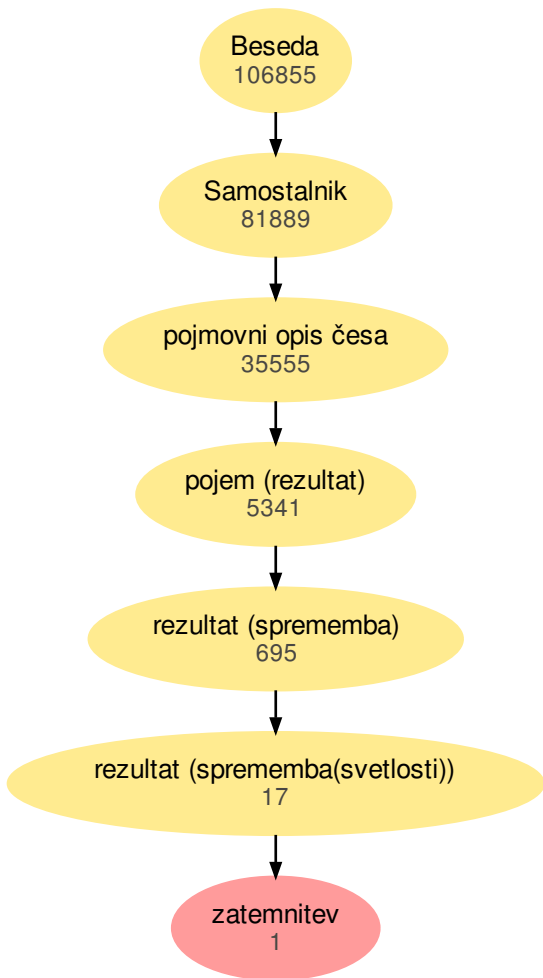 Beseda
106855
Samostalnik
81889
pojmovni opis česa
35555
pojem (rezultat)
5341
rezultat (sprememba)
695
rezultat (sprememba(svetlosti))
17
zatemnitev
1